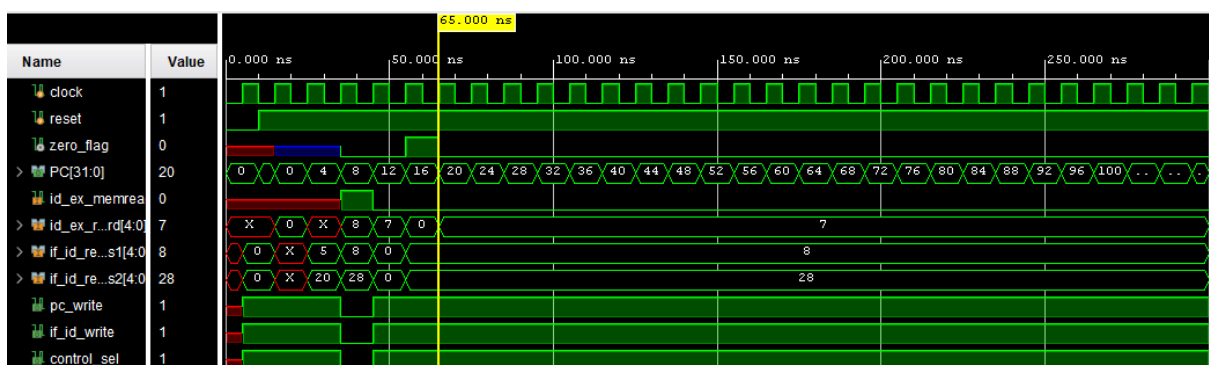 65.000 ns
Name Value 0.000 ns 50.000 ns 100.000 ns 150.000 ns 200.000 ns 250.000 ns
clock 1
reset 1
zero_flag 0
PC[31:0] 20 0 0 4 8 12 16 20 24 28 32 36 40 44 48 52 56 60 64 68 72 76 80 84 88 92 96 100 .. .. .
id_ex_memrea 0
id_ex_r...rd[4:0] 7 X 0 X 8 7 0 7
if_id_re...s1[4:0 8 0 X 5 8 0 8
if_id_re...s2[4:0 28 0 X 20 28 0 28
pc_write 1
if_id_write 1
control_sel 1